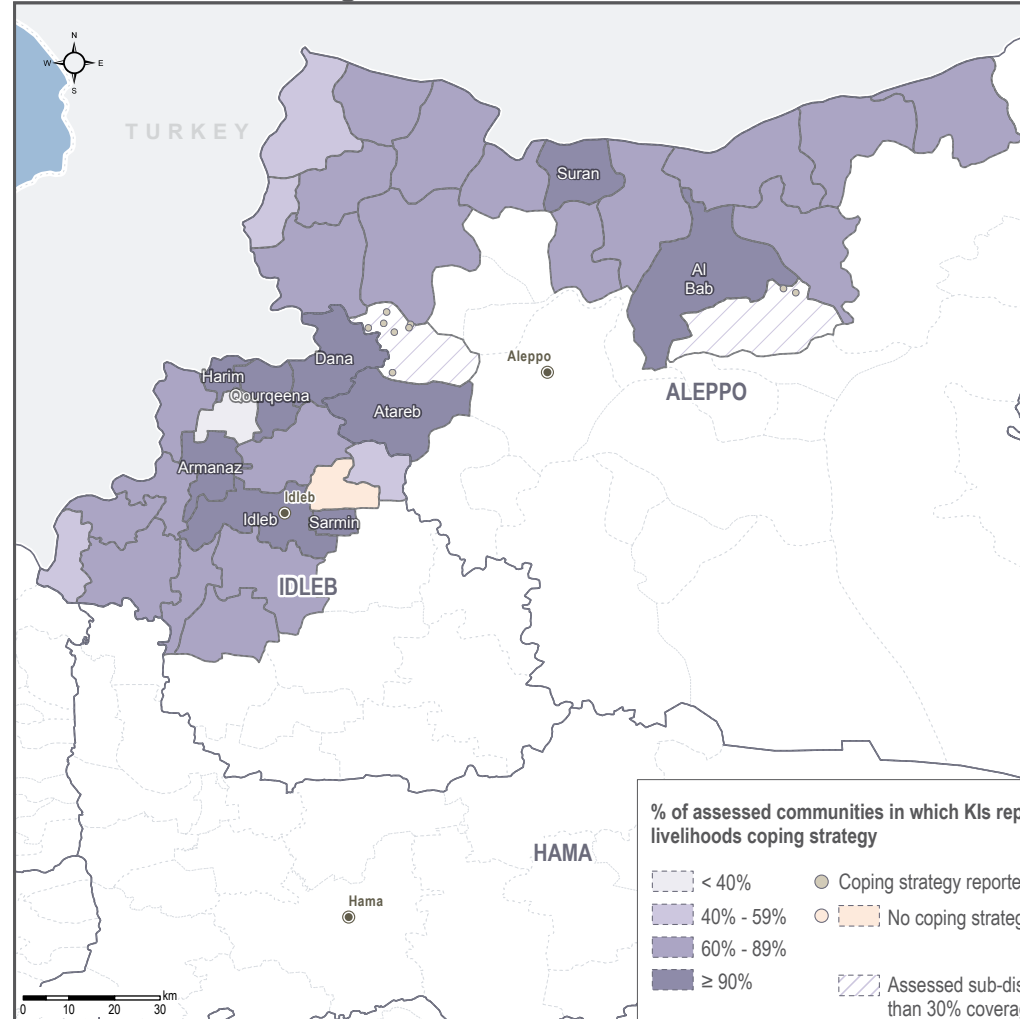 N
W E
S
TURKEY
Suran
Al
Bab
Dana
Aleppo
Harim
Qourqeena
ALEPPO
Atareb
Armanaz
Idleb
Idleb
Sarmin
IDLEB
% of assessed communities in which KIs rep
livelihoods coping strategy
HAMA
< 40%
Coping strategy reporte
40% - 59%
No coping strateg
60% - 89%
≥ 90%
Assessed sub-dis
than 30% coverag
Hama
km
0 10 20 30